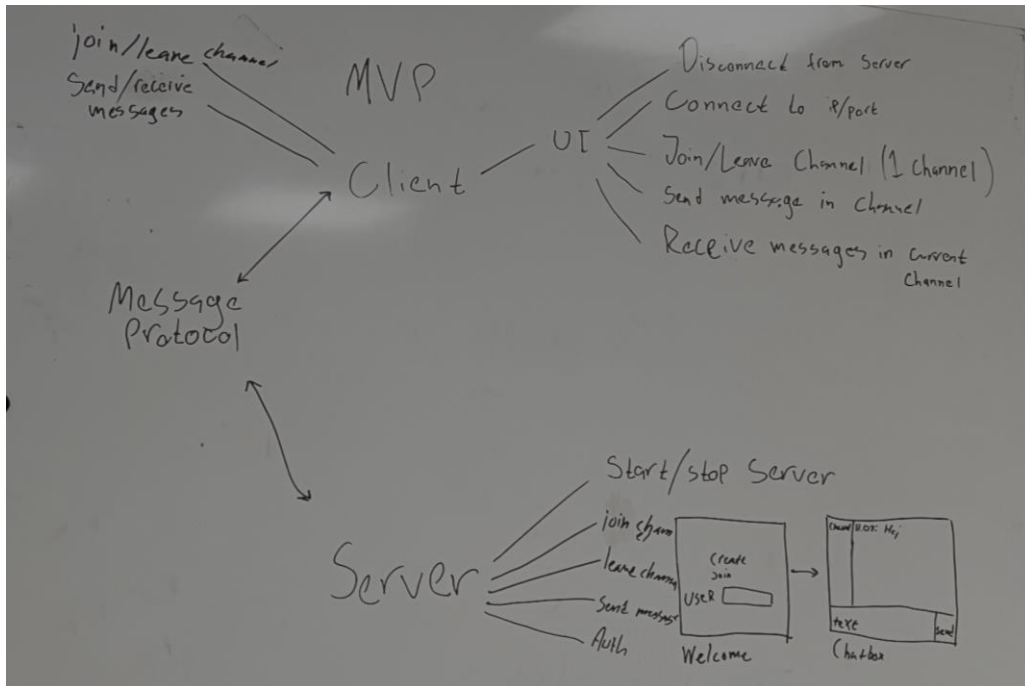 join/leave channel
Send/receive
messages
MVP
Client
UI
Disconnect from Server
Connect to IP/port
Join/Leave Channel (1 Channel)
Send message in Channel
Receive messages in current
Channel
Message
Protocol
Server
Start/stop Server
join chann
leave channel
Send message
Auth
Create
Join
USER
Welcome
Channel
Hej
text
Send
Chatbox